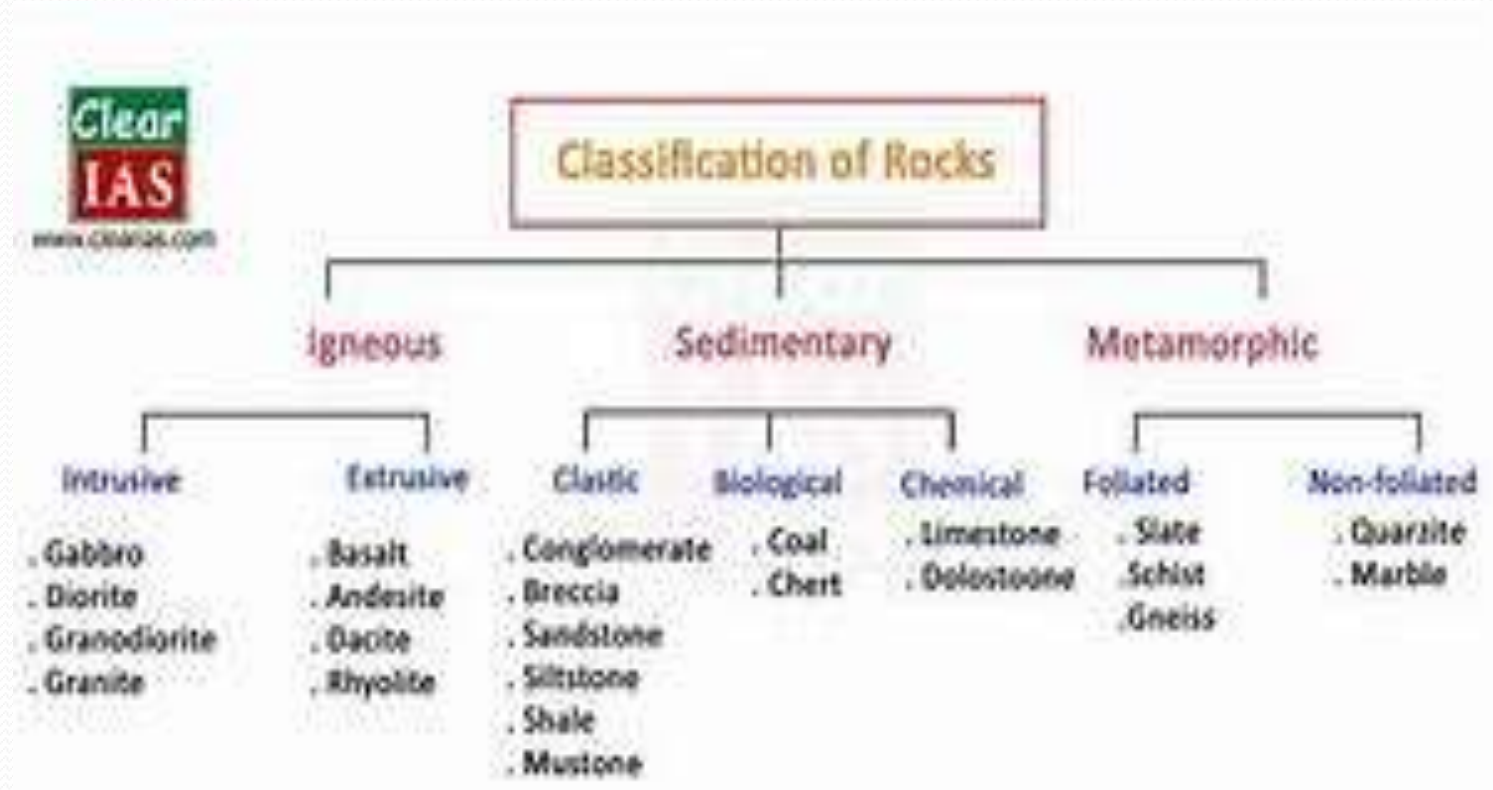 Clear
IAS
www.clearias.com
Classification of Rocks
Igneous
Sedimentary
Metamorphic
Intrusive
. Gabbro
. Diorite
. Granodiorite
. Granite
Extrusive
. Basalt
. Andesite
. Dacite
. Rhyolite
Clastic
. Conglomerate
. Breccia
. Sandstone
. Siltstone
. Shale
. Mustone
Biological
. Coal
. Chert
Chemical
. Limestone
. Dolostoone
Foliated
. Slate
.Schist
.Gneiss
Non-foliated
. Quarzite
. Marble